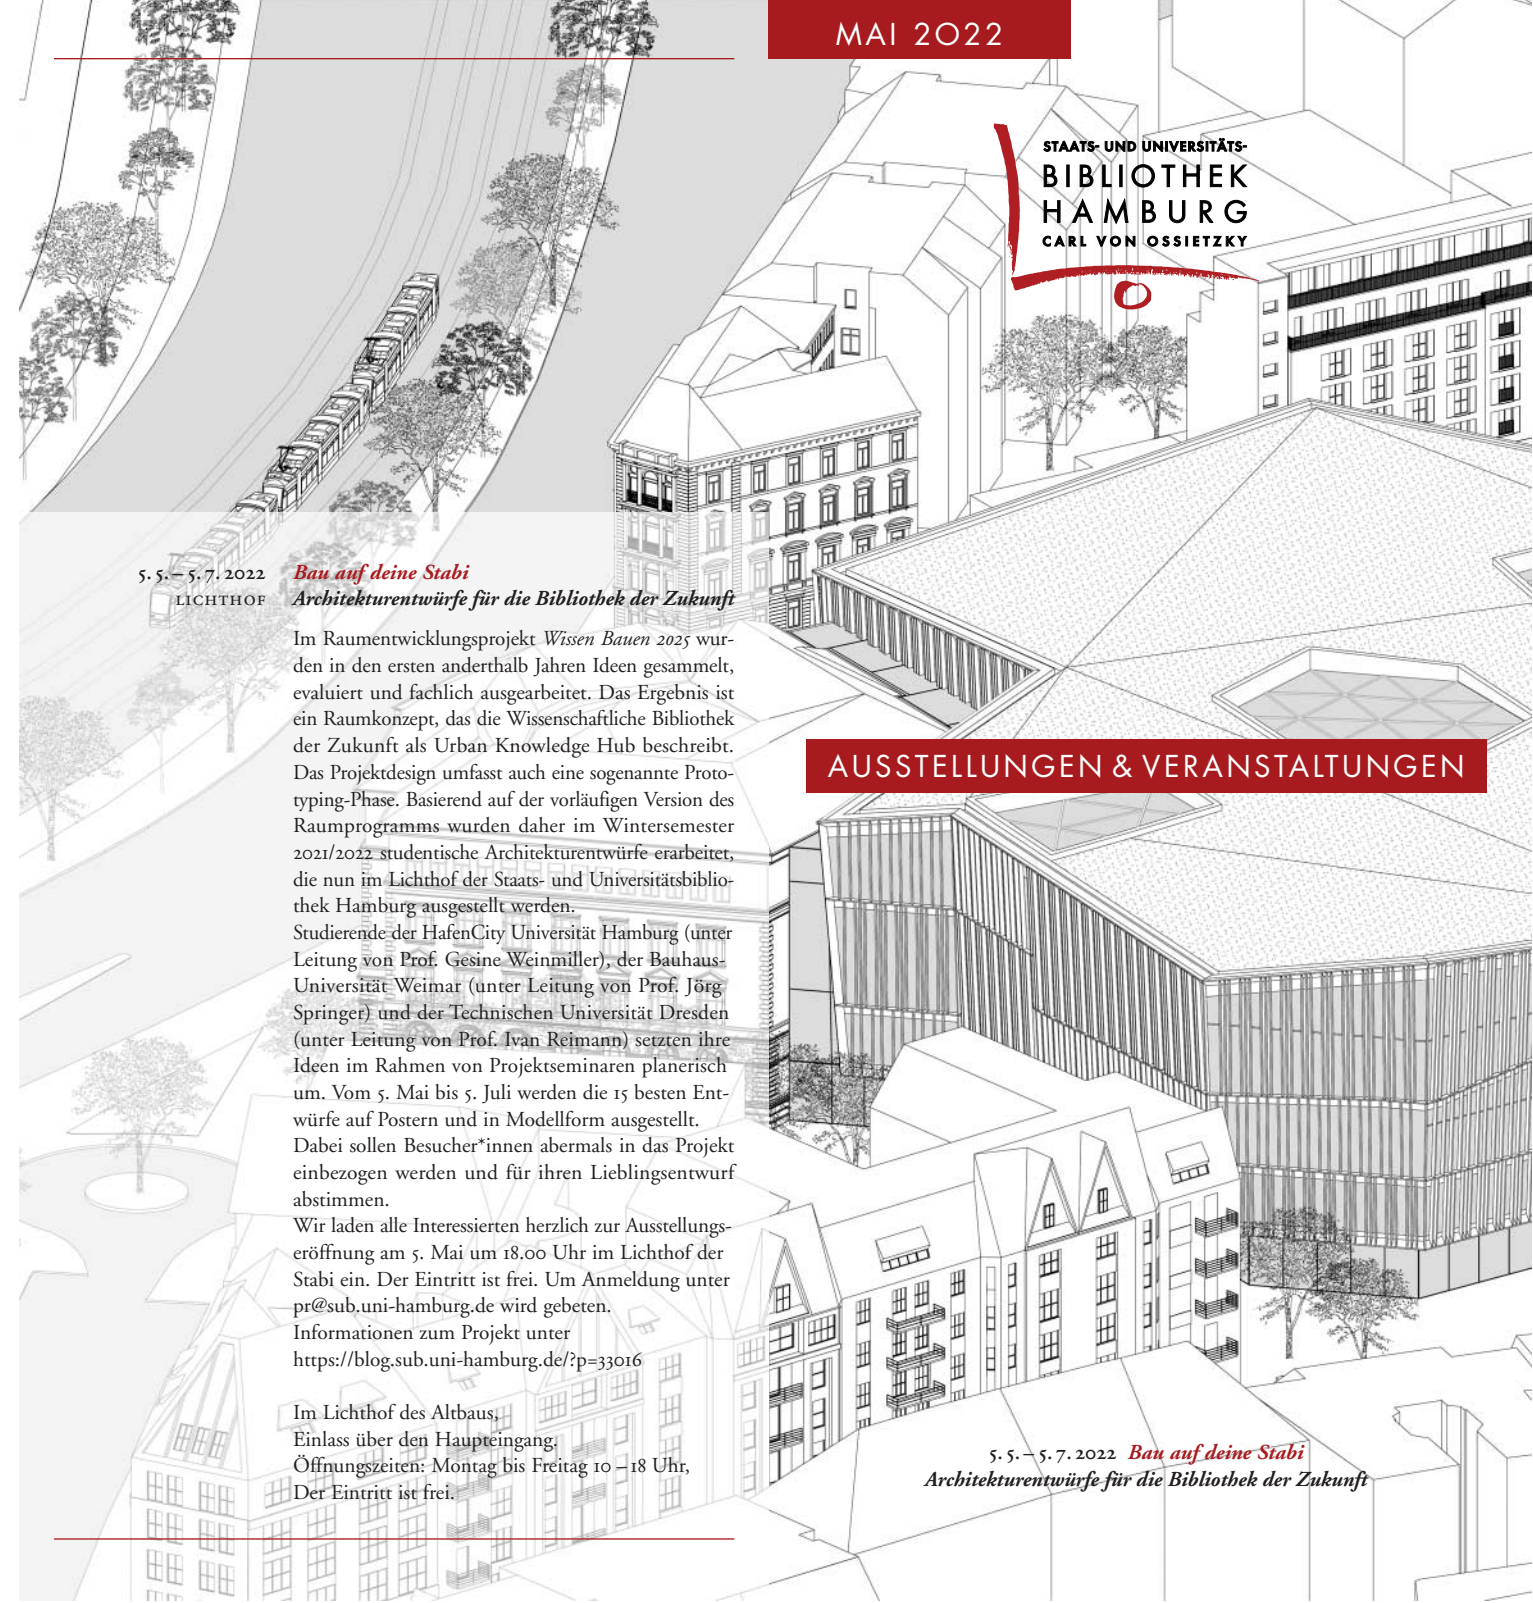 MAI 2022
STAATS- UND UNIVERSITÄTS-
BIBLIOTHEK
HAMBURG
CARL VON OSSIETZKY
5. 5. – 5. 7. 2022
LICHTHOF
Bau auf deine Stabi
Architekturentwürfe für die Bibliothek der Zukunft
Im Raumentwicklungsprojekt Wissen Bauen 2025 wur-
den in den ersten anderthalb Jahren Ideen gesammelt,
evaluiert und fachlich ausgearbeitet. Das Ergebnis ist
ein Raumkonzept, das die Wissenschaftliche Bibliothek
der Zukunft als Urban Knowledge Hub beschreibt.
Das Projektdesign umfasst auch eine sogenannte Proto-
typing-Phase. Basierend auf der vorläufigen Version des
Raumprogramms wurden daher im Wintersemester
2021/2022 studentische Architekturentwürfe erarbeitet,
die nun im Lichthof der Staats- und Universitätsbiblio-
thek Hamburg ausgestellt werden.
Studierende der HafenCity Universität Hamburg (unter
Leitung von Prof. Gesine Weinmiller), der Bauhaus-
Universität Weimar (unter Leitung von Prof. Jörg
Springer) und der Technischen Universität Dresden
(unter Leitung von Prof. Ivan Reimann) setzten ihre
Ideen im Rahmen von Projektseminaren planerisch
um. Vom 5. Mai bis 5. Juli werden die 15 besten Ent-
würfe auf Postern und in Modellform ausgestellt.
Dabei sollen Besucher*innen abermals in das Projekt
einbezogen werden und für ihren Lieblingsentwurf
abstimmen.
Wir laden alle Interessierten herzlich zur Ausstellungs-
eröffnung am 5. Mai um 18.00 Uhr im Lichthof der
Stabi ein. Der Eintritt ist frei. Um Anmeldung unter
pr@sub.uni-hamburg.de wird gebeten.
Informationen zum Projekt unter
https://blog.sub.uni-hamburg.de/?p=33016
Im Lichthof des Altbaus,
Einlass über den Haupteingang.
Öffnungszeiten: Montag bis Freitag 10 – 18 Uhr,
Der Eintritt ist frei.
AUSSTELLUNGEN & VERANSTALTUNGEN
5. 5. – 5. 7. 2022 Bau auf deine Stabi
Architekturentwürfe für die Bibliothek der Zukunft